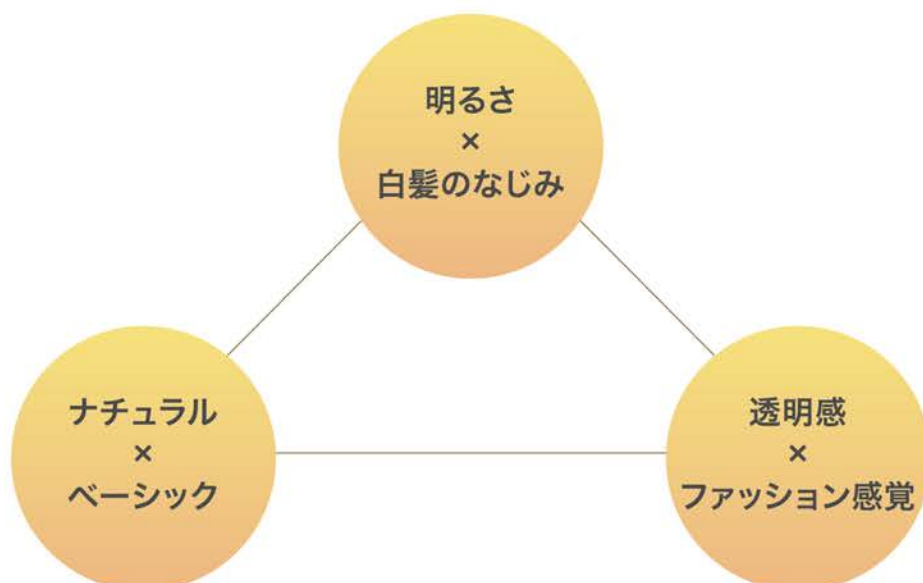 明るさ
×
白髪のなじみ
ナチュラル
×
ベーシック
透明感
×
ファッション感覚